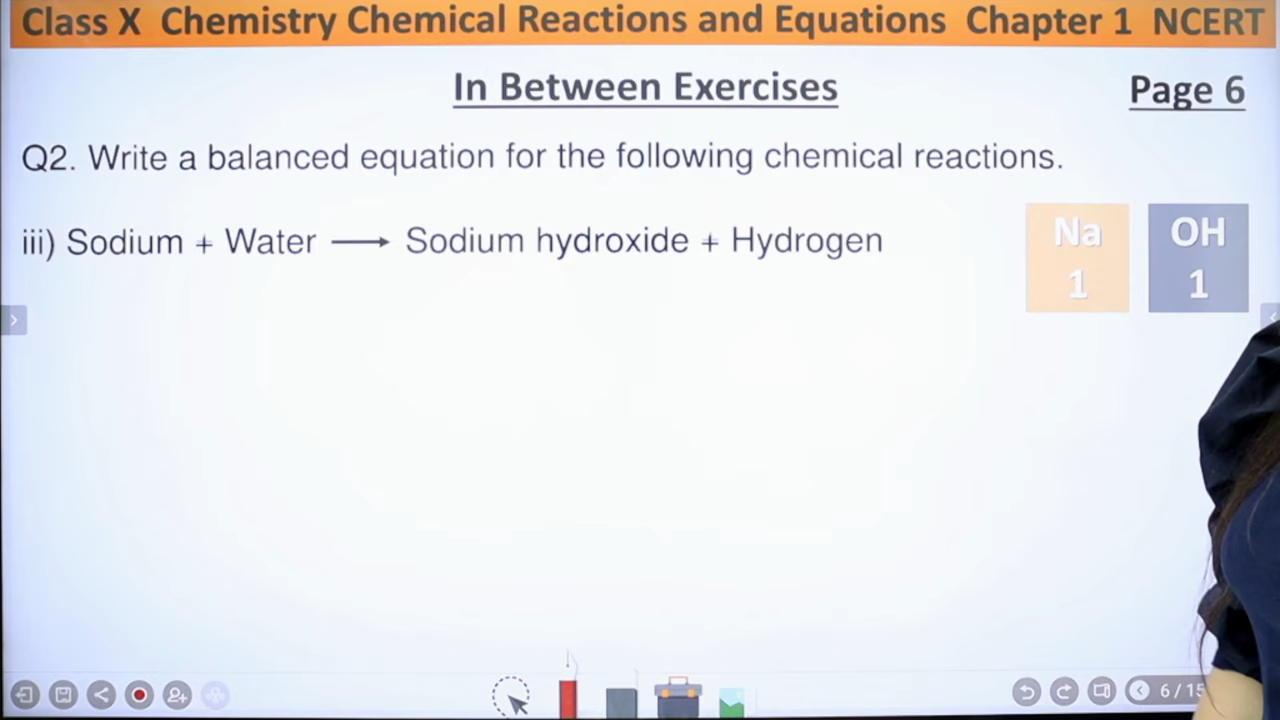 Class X Chemistry Chemical Reactions and Equations Chapter 1 NCERT
In Between Exercises
Page 6
Q2. Write a balanced equation for the following chemical reactions.
iii) Sodium + Water ⟶ Sodium hydroxide + Hydrogen
Na
1
OH
1
6 / 15